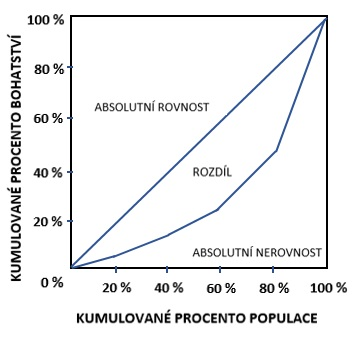 KUMULOVANÉ PROCENTO BOHATSTVÍ
100 %
80 %
60 %
40 %
20 %
0 %
ABSOLUTNÍ ROVNOST
ROZDÍL
ABSOLUTNÍ NEROVNOST
20 %
40 %
60 %
80 %
100 %
KUMULOVANÉ PROCENTO POPULACE